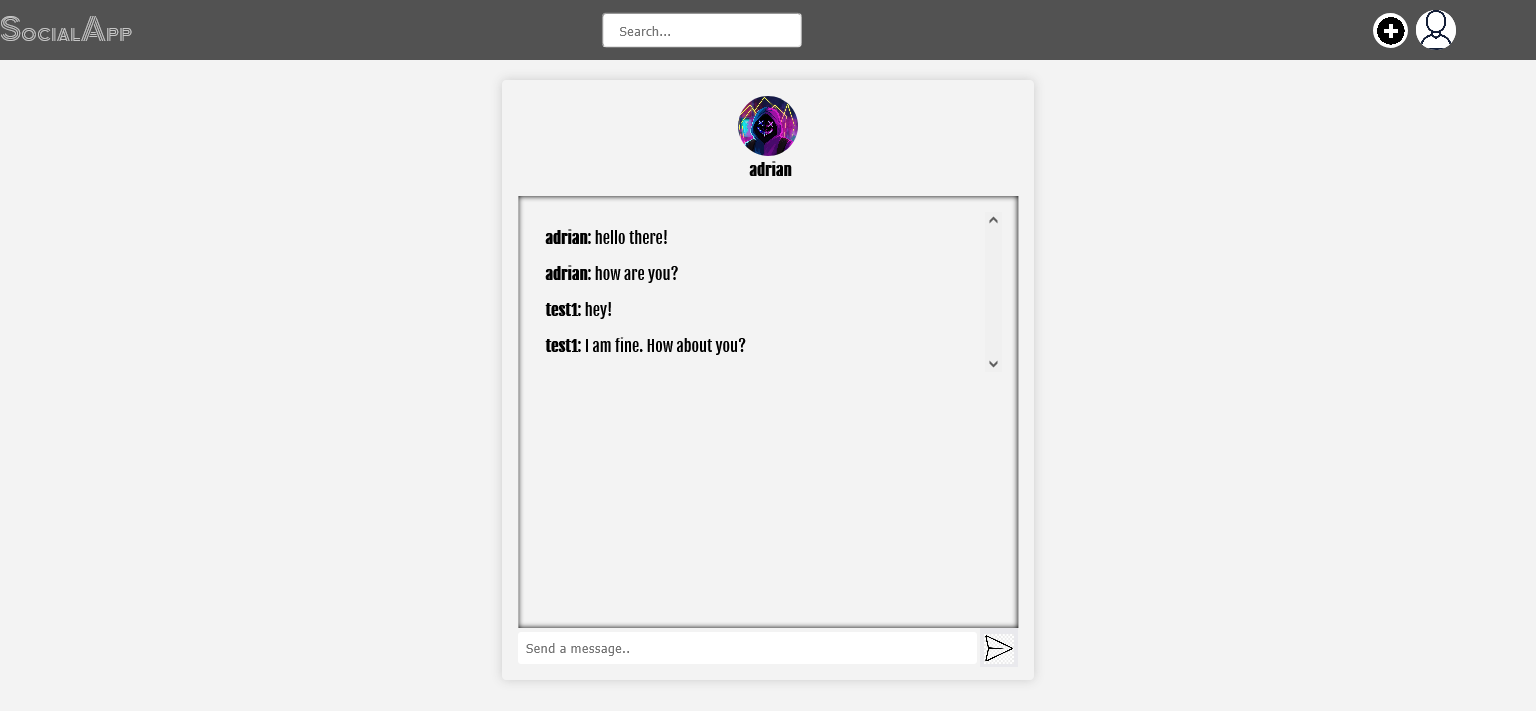 SocialApp
Search...
adrian
adrian: hello there!
adrian: how are you?
test1: hey!
test1: I am fine. How about you?
Send a message..